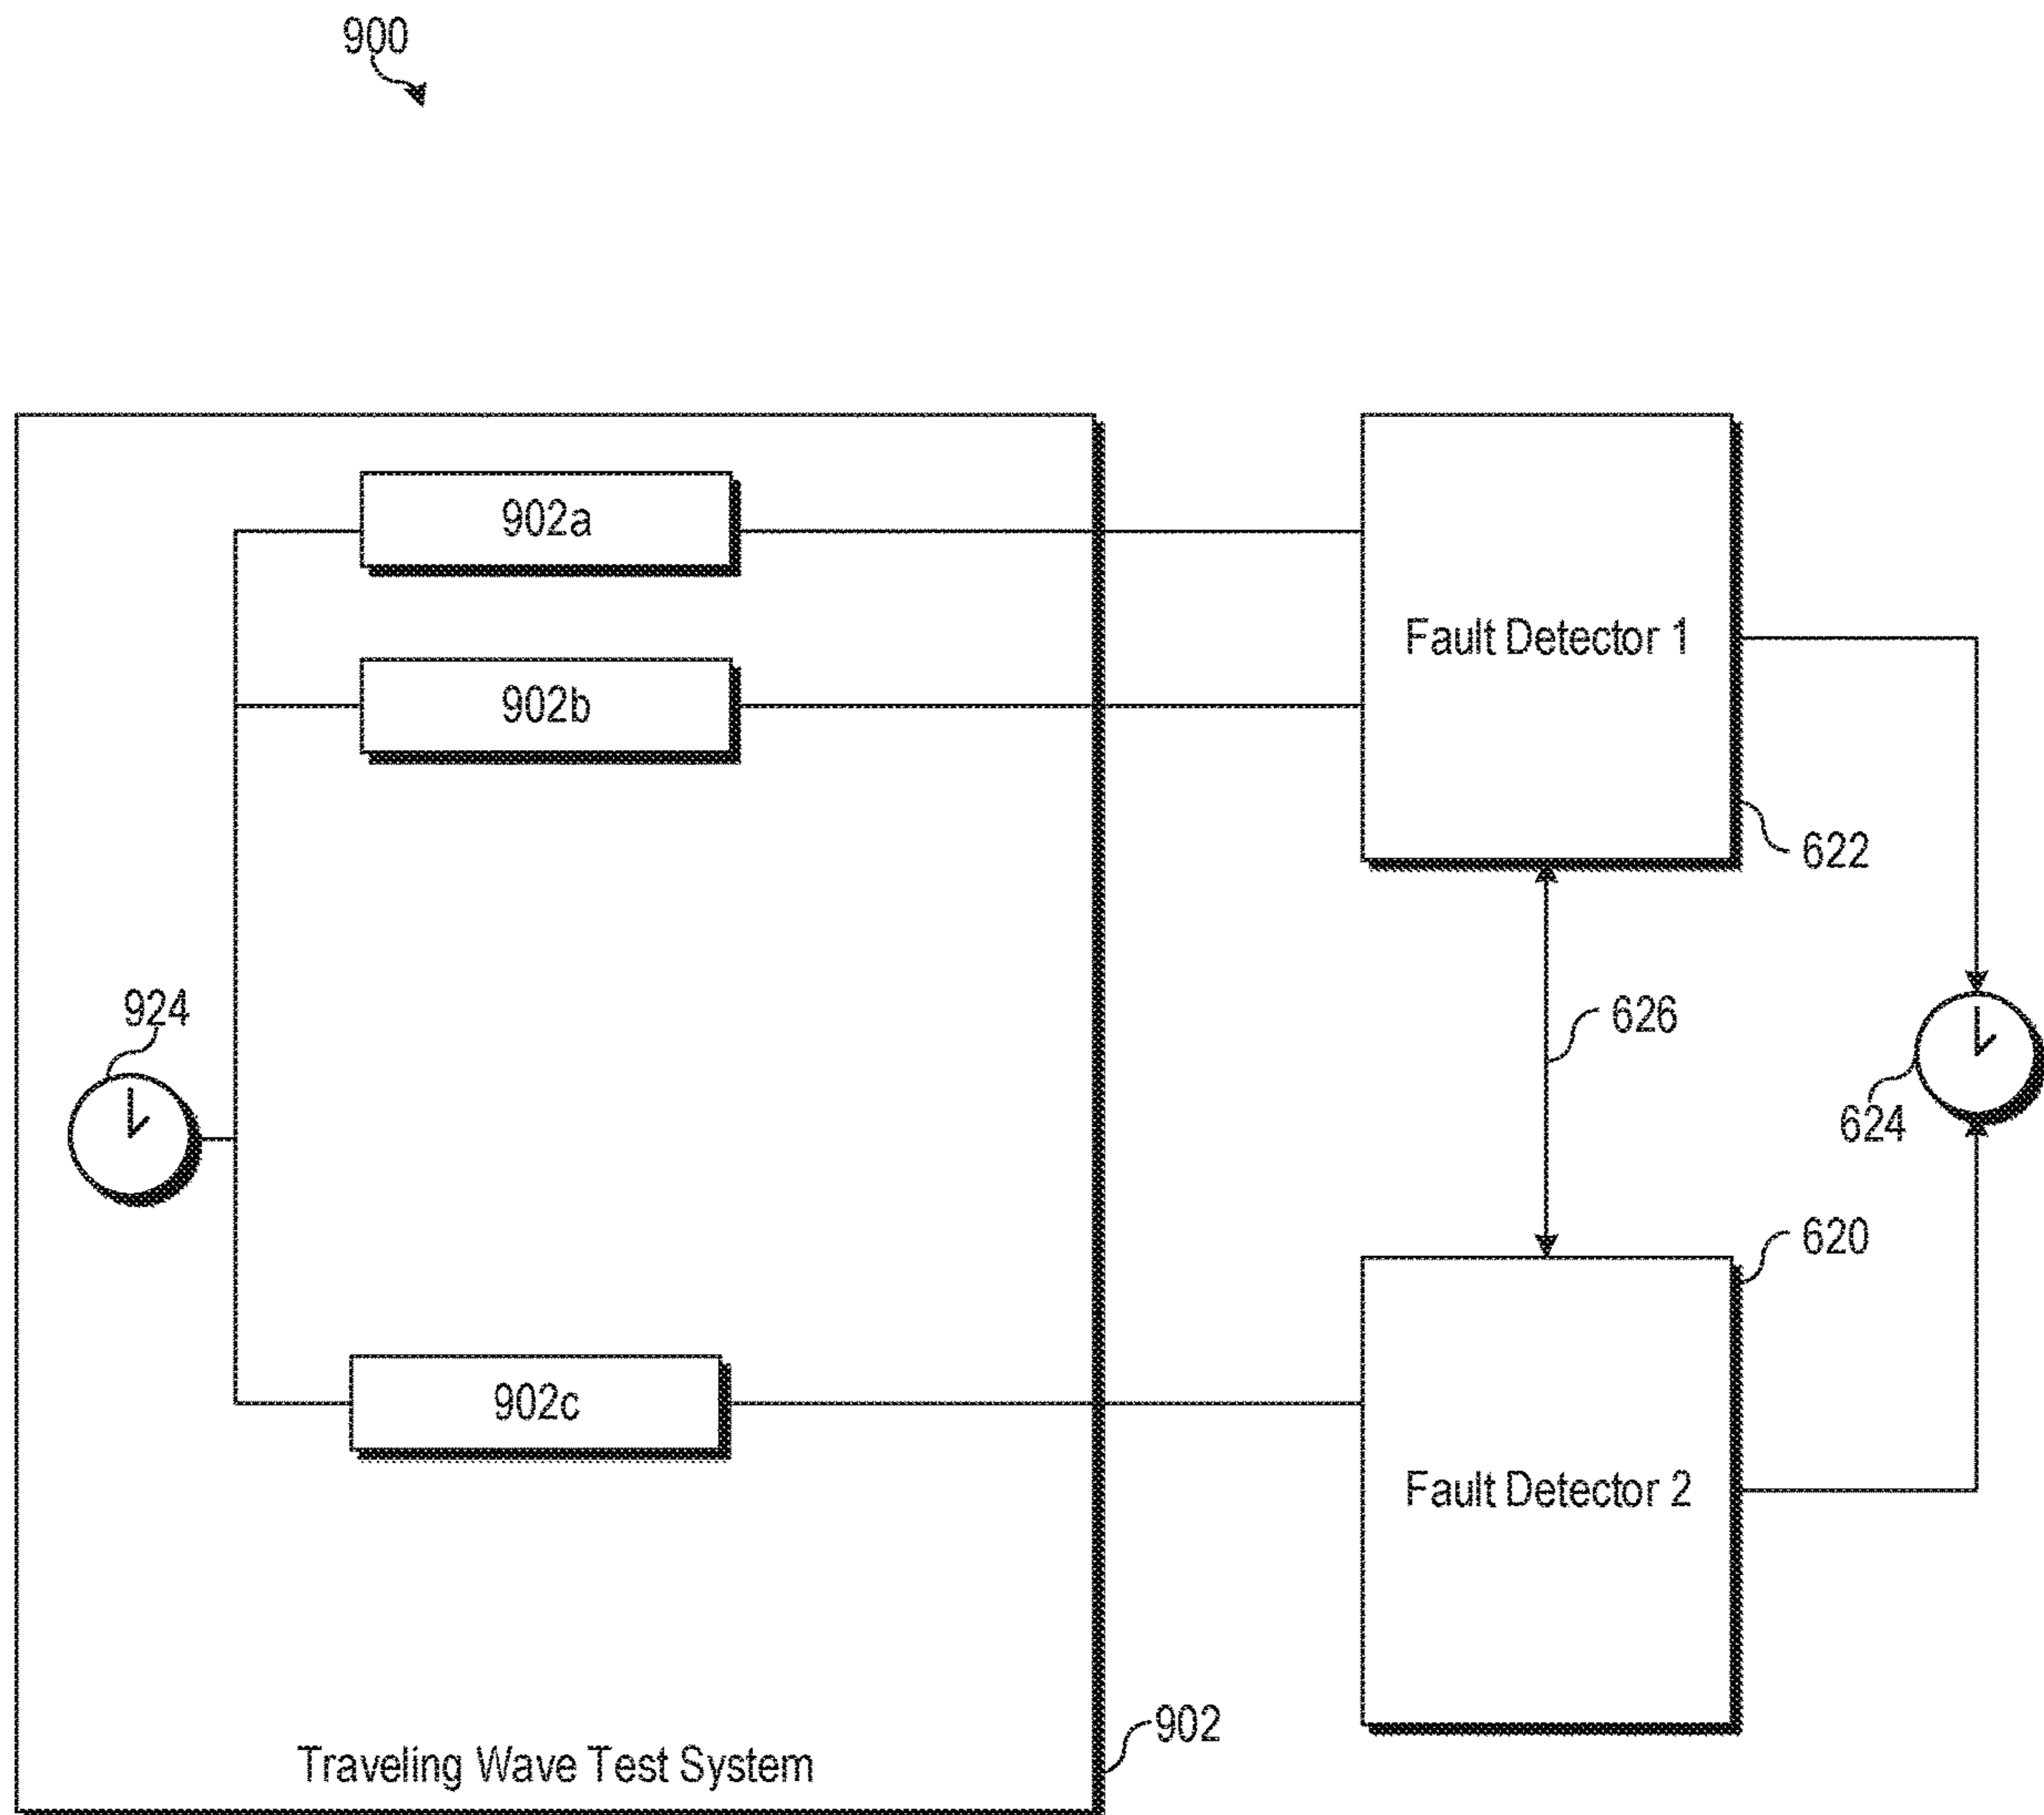 900
902a
Fault Detector 1
902b
622
924
626
624
620
902c
Fault Detector 2
902
Traveling Wave Test System